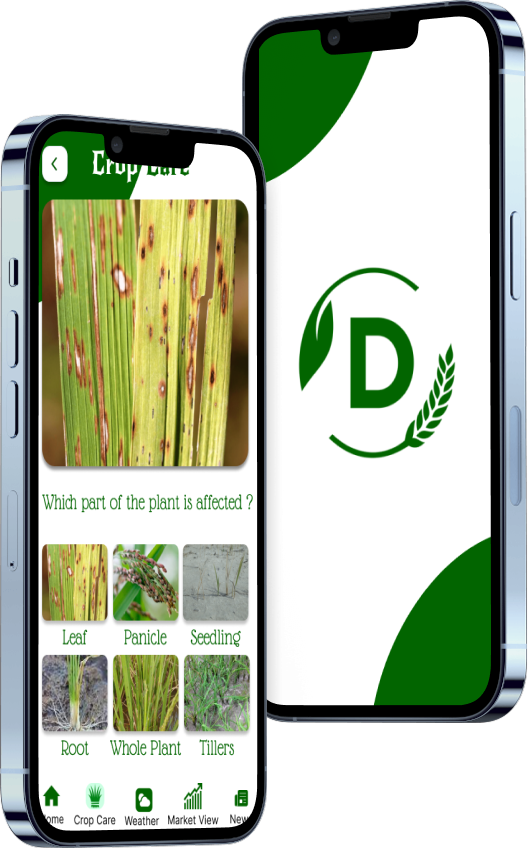 Crop Care
D
Which part of the plant is affected ?
Leaf Panicle Seedling
Root Whole Plant Tillers
ome Crop Care Weather Market View New